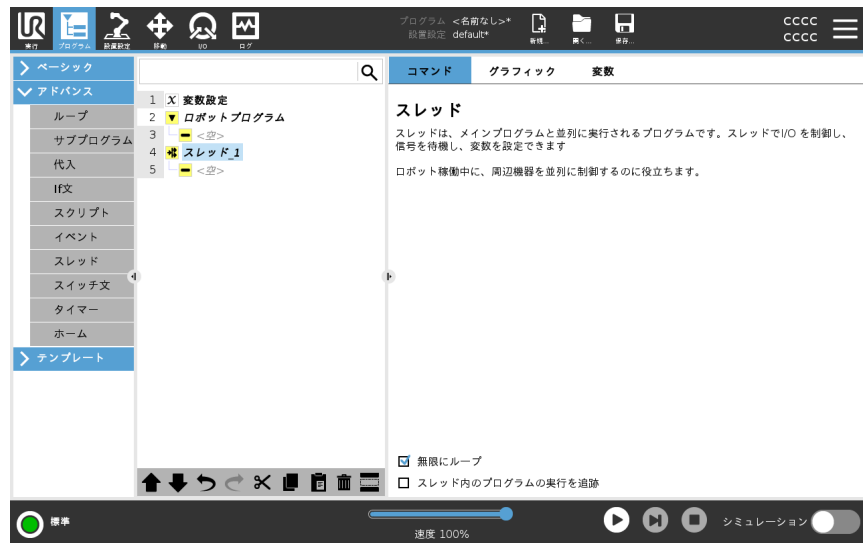 UR
実行
プログラム
設置設定
移動
I/O
ログ
プログラム <名前なし>*
設置設定 default*
新規...
開く...
保存...
CCCC
CCCC
ベーシック
アドバンス
ループ
サブプログラム
代入
If文
スクリプト
イベント
スレッド
スイッチ文
タイマー
ホーム
テンプレート
1 X 変数設定
2 ロボットプログラム
3 <空>
4 スレッド_1
5 <空>
コマンド グラフィック 変数
スレッド
スレッドは、メインプログラムと並列に実行されるプログラムです。スレッドでI/O を制御し、
信号を待機し、変数を設定できます
ロボット稼働中に、周辺機器を並列に制御するのに役立ちます。
無限にループ
スレッド内のプログラムの実行を追跡
標準
速度 100%
シミュレーション